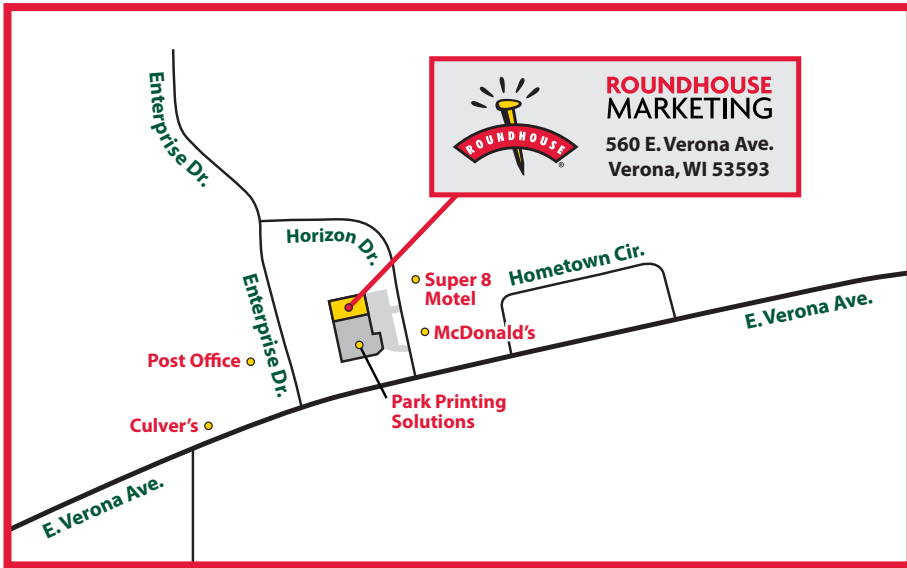 ROUNDHOUSE
MARKETING
560 E. Verona Ave.
Verona, WI 53593
ROUNDHOUSE
®
Enterprise Dr.
Horizon Dr.
Super 8
Motel
Hometown Cir.
E. Verona Ave.
Enterprise Dr.
McDonald's
Post Office
Park Printing
Solutions
Culver's
E. Verona Ave.